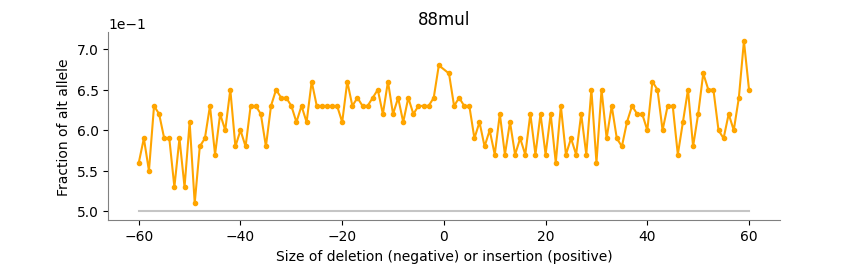 88mul
1e−1
7.0
6.5
6.0
5.5
5.0
Fraction of alt allele
−60 −40 −20 0 20 40 60
Size of deletion (negative) or insertion (positive)